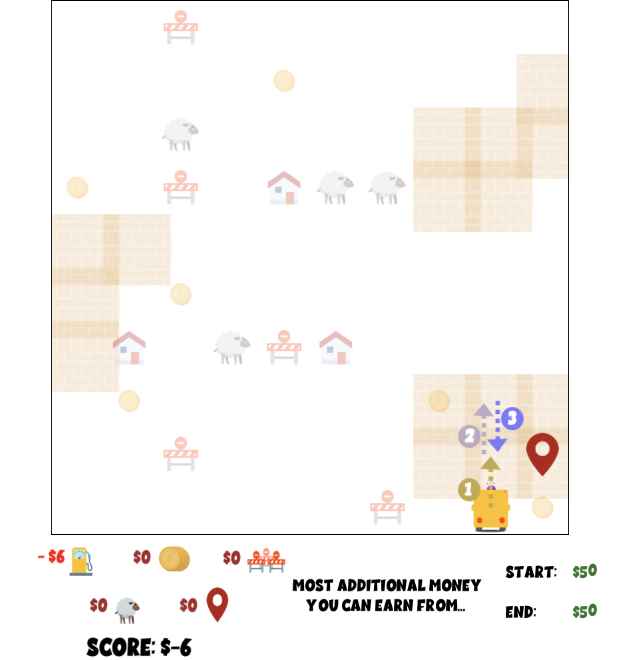 3
2
1
- $6 $0 $0
$0 $0
SCORE: $-6
MOST ADDITIONAL MONEY
YOU CAN EARN FROM...
START: $50
END: $50